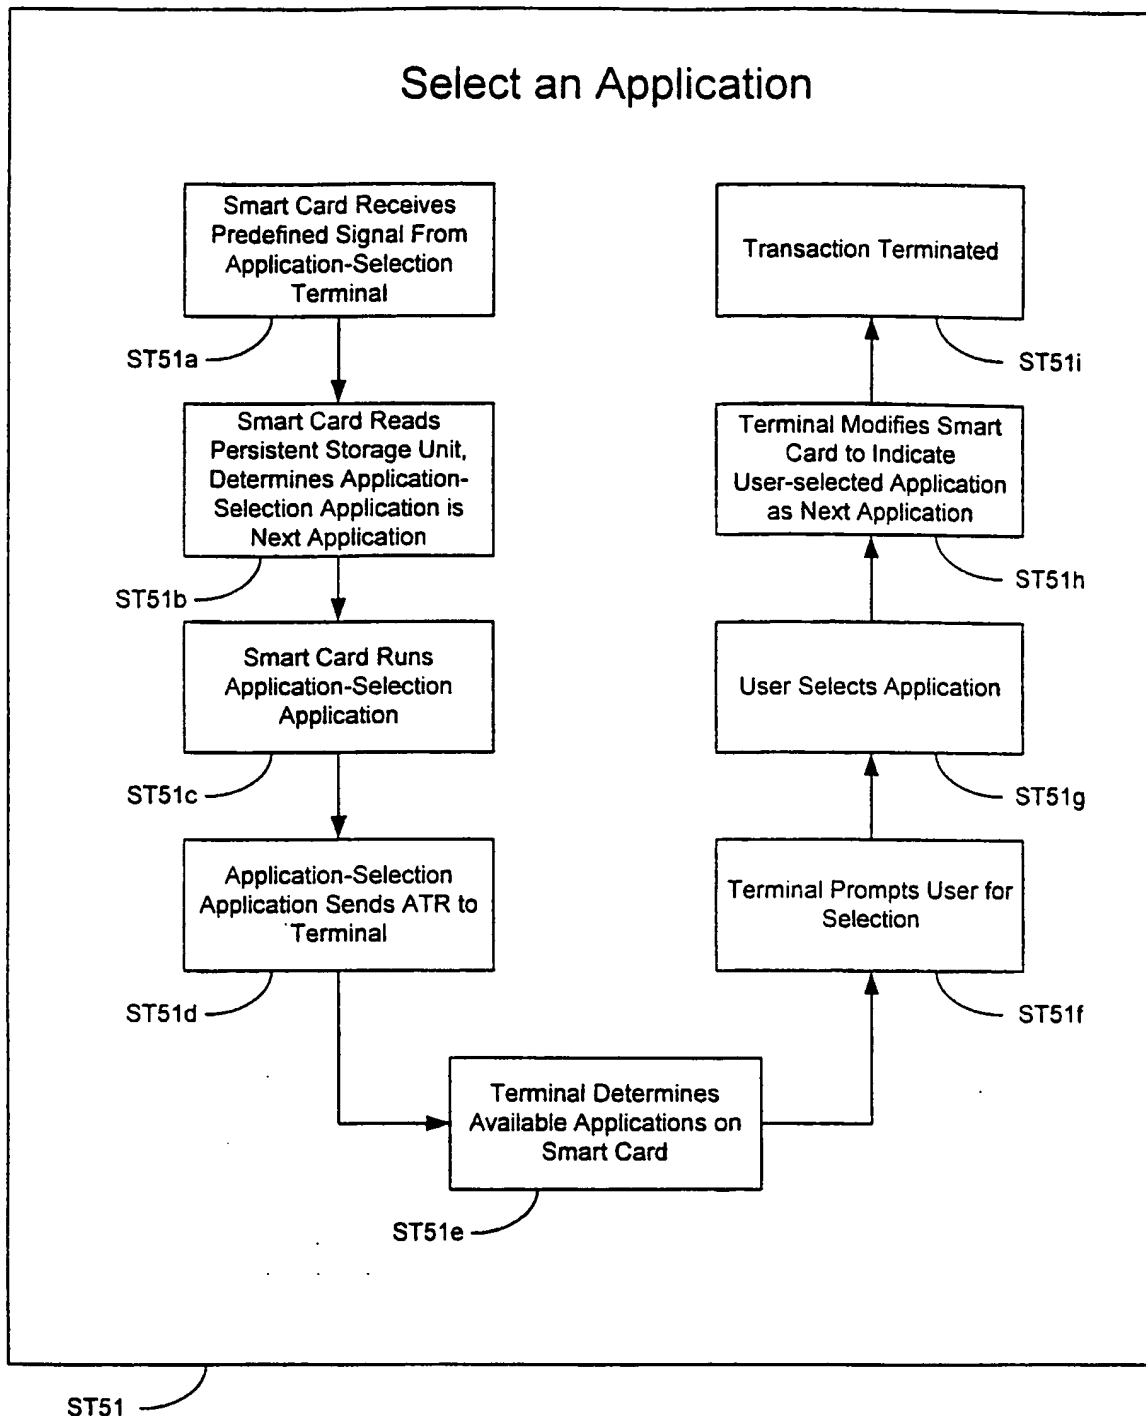 Select an Application
Smart Card Receives
Predefined Signal From
Application-Selection
Terminal
ST51a
Smart Card Reads
Persistent Storage Unit,
Determines Application-
Selection Application is
Next Application
ST51b
Smart Card Runs
Application-Selection
Application
ST51c
Application-Selection
Application Sends ATR to
Terminal
ST51d
Terminal Determines
Available Applications on
Smart Card
ST51e
Terminal Prompts User for
Selection
ST51f
User Selects Application
ST51g
Terminal Modifies Smart
Card to Indicate
User-selected Application
as Next Application
ST51h
Transaction Terminated
ST51i
ST51